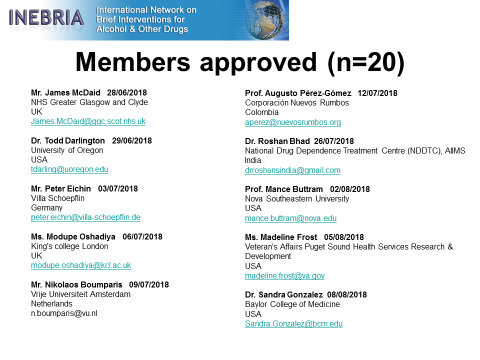 INEBRIA
International Network on
Brief Interventions for
Alcohol & Other Drugs
Members approved (n=20)
Mr. James McDaid 28/06/2018
NHS Greater Glasgow and Clyde
UK
James.McDaid@ggc.scot.nhs.uk
Dr. Todd Darlington 29/06/2018
University of Oregon
USA
tdarling@uoregon.edu
Mr. Peter Eichin 03/07/2018
Villa Schoepflin
Germany
peter.eichin@villa-schoepflin.de
Ms. Modupe Oshadiya 06/07/2018
King's college London
UK
modupe.oshadiya@kcl.ac.uk
Mr. Nikolaos Boumparis 09/07/2018
Vrije Universiteit Amsterdam
Netherlands
n.boumparis@vu.nl
Prof. Augusto Pérez-Gómez 12/07/2018
Corporación Nuevos Rumbos
Colombia
aperez@nuevosrumbos.org
Dr. Roshan Bhad 26/07/2018
National Drug Dependence Treatment Centre (NDDTC), AIIMS
India
drroshansindia@gmail.com
Prof. Mance Buttram 02/08/2018
Nova Southeastern University
USA
mance.buttram@nova.edu
Ms. Madeline Frost 05/08/2018
Veteran's Affairs Puget Sound Health Services Research &
Development
USA
madeline.frost@va.gov
Dr. Sandra Gonzalez 08/08/2018
Baylor College of Medicine
USA
Sandra.Gonzalez@bcm.edu